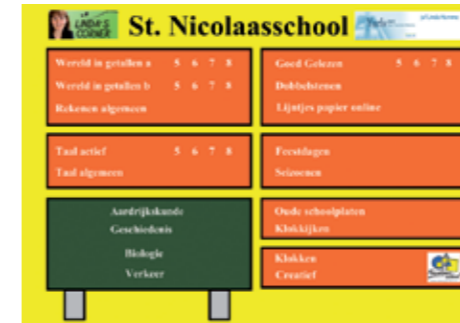 LINDA'S
CORNER
St. Nicolaasschool
Wereld in getallen a 5 6 7 8
Wereld in getallen b 5 6 7 8
Rekenen algemeen
Goed Gelezen 5 6 7 8
Dobbelstenen
Lijntjes papier online
Taal actief 5 6 7 8
Taal algemeen
Feestdagen
Seizoenen
Aardrijkskunde
Geschiedenis
Biologie
Verkeer
Oude schoolplaten
Klokkijken
Klokken
Creatief